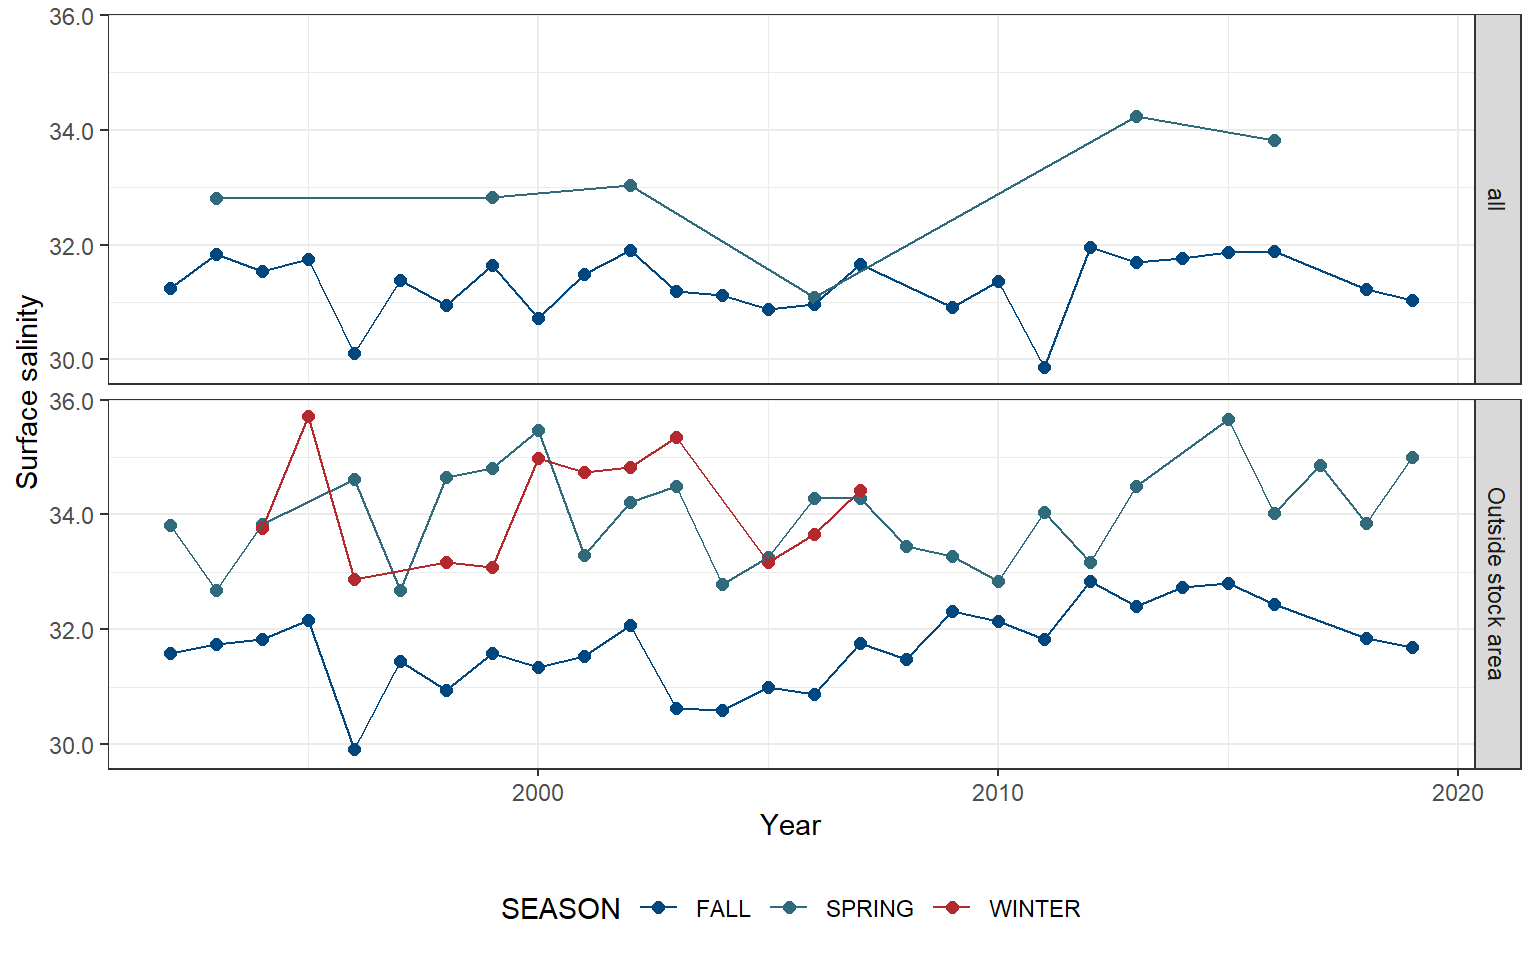 36.0
34.0
32.0
30.0
all
36.0
34.0
32.0
30.0
Outside stock area
Surface salinity
2000 2010 2020
Year
SEASON FALL SPRING WINTER